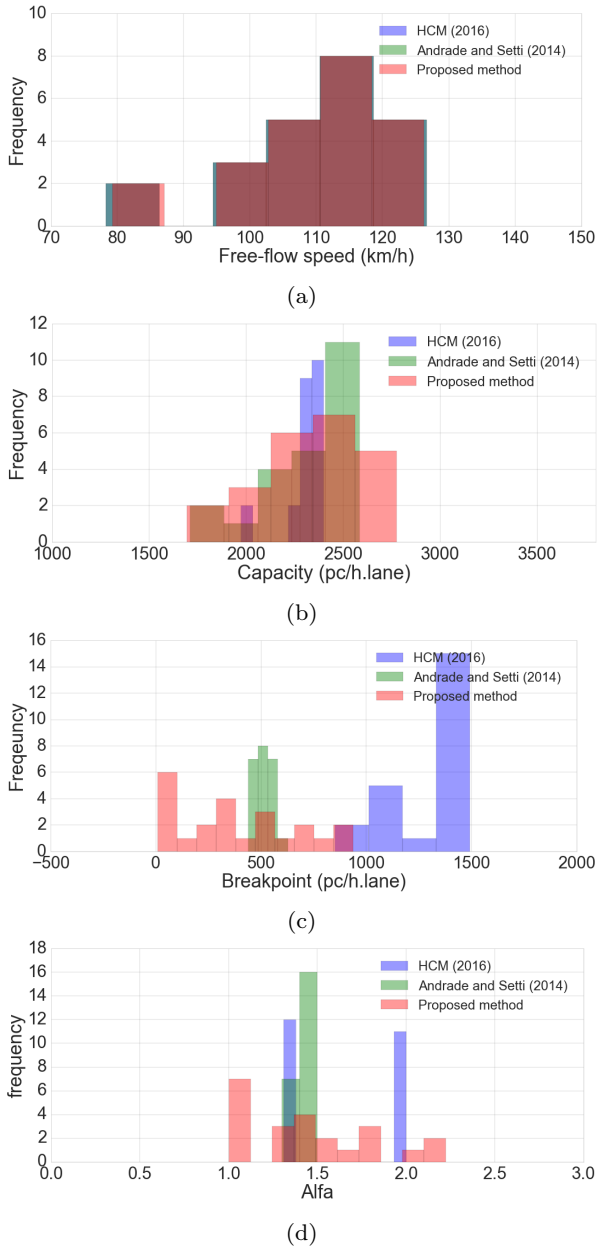 10
8
6
4
2
0
Frequency
HCM (2016)
Andrade and Setti (2014)
Proposed method
70 80 90 100 110 120 130 140 150
Free-flow speed (km/h)
(a)
12
10
8
6
4
2
0
Frequency
HCM (2016)
Andrade and Setti (2014)
Proposed method
1000 1500 2000 2500 3000 3500
Capacity (pc/h.lane)
(b)
16
14
12
10
8
6
4
2
0
Freqeuncy
HCM (2016)
Andrade and Setti (2014)
Proposed method
−500 0 500 1000 1500 2000
Breakpoint (pc/h.lane)
(c)
18
16
14
12
10
8
6
4
2
0
frequency
HCM (2016)
Andrade and Setti (2014)
Proposed method
0.0 0.5 1.0 1.5 2.0 2.5 3.0
Alfa
(d)